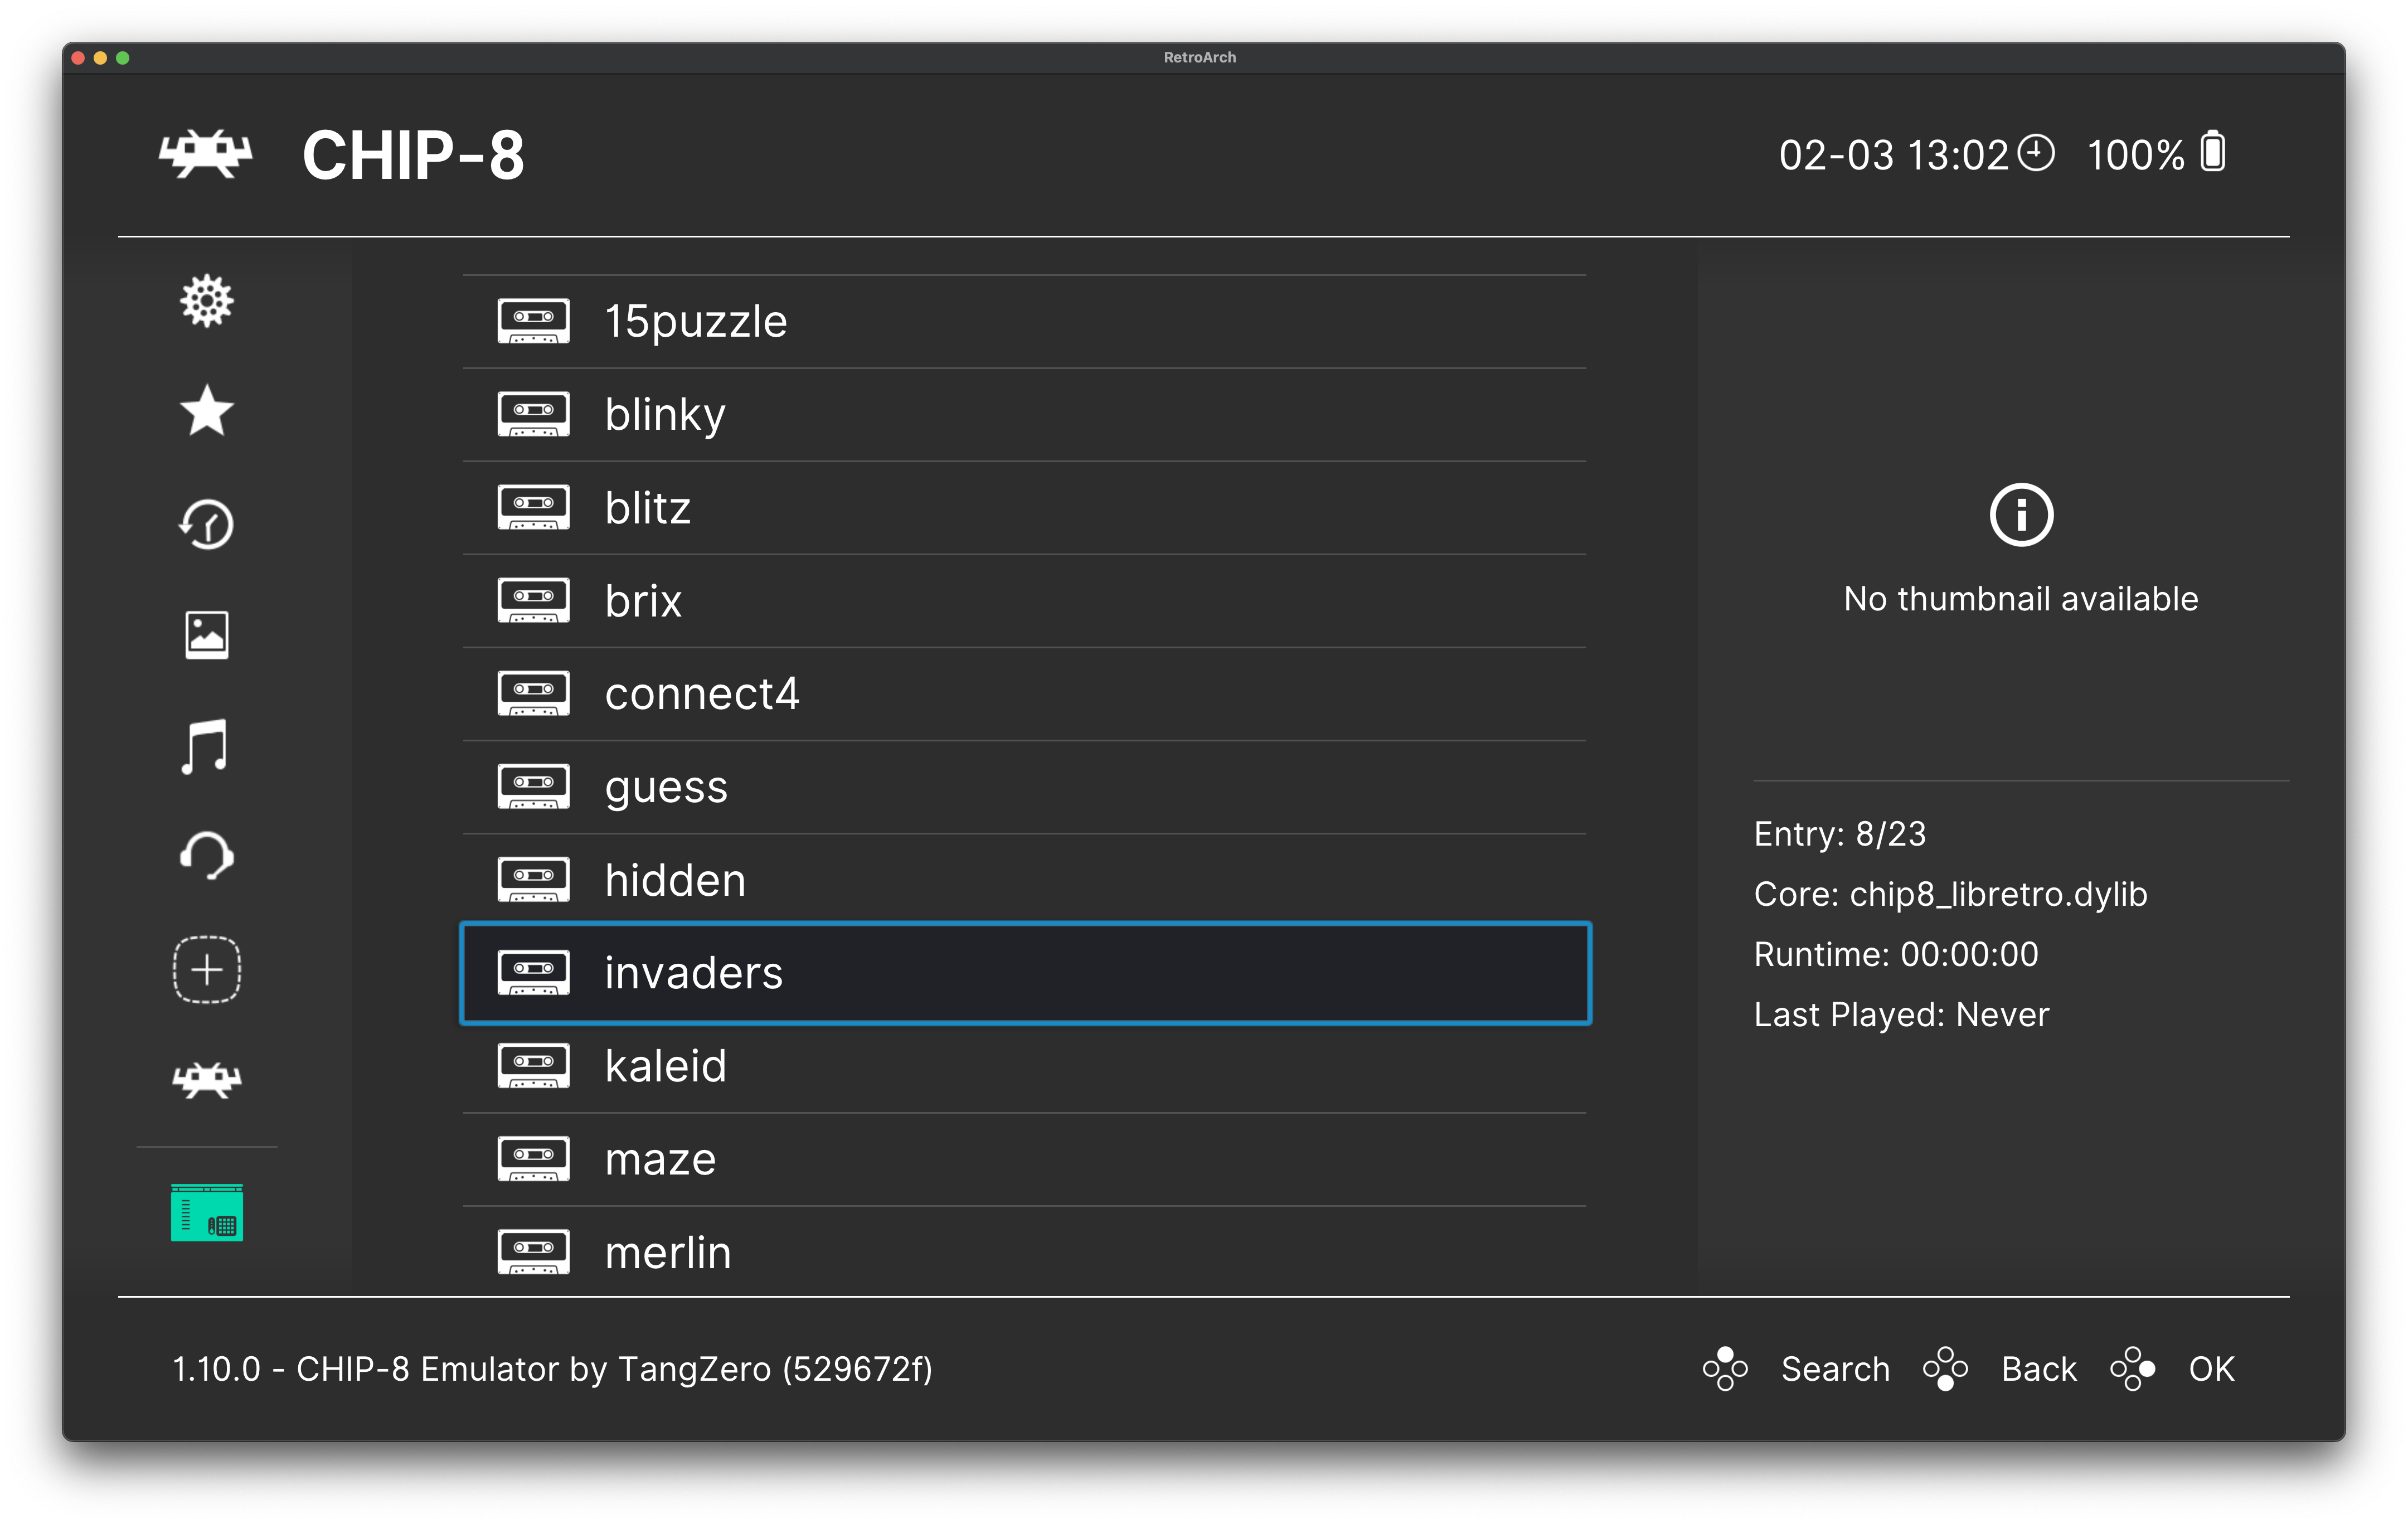 RetroArch
CHIP-8
02-03 13:02 100%
15puzzle
blinky
blitz
brix
connect4
guess
hidden
invaders
kaleid
maze
merlin
No thumbnail available
Entry: 8/23
Core: chip8_libretro.dylib
Runtime: 00:00:00
Last Played: Never
1.10.0 - CHIP-8 Emulator by TangZero (529672f)
Search Back OK